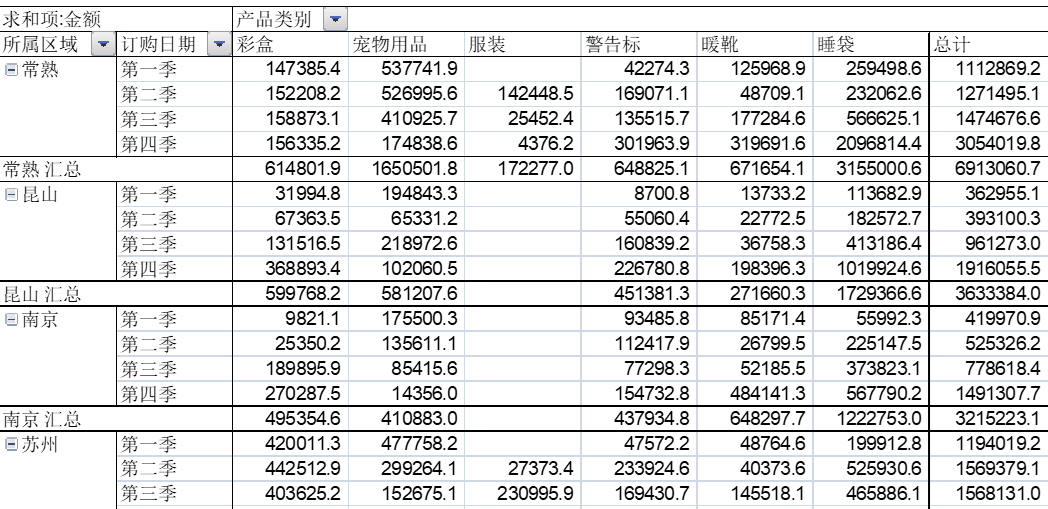 求和项:金额 产品类别
所属区域 订购日期 彩盒 宠物用品 服装 警告标 暖靴 睡袋 总计
常熟 第一季 147385.4 537741.9 42274.3 125968.9 259498.6 1112869.2
第二季 152208.2 526995.6 142448.5 169071.1 48709.1 232062.6 1271495.1
第三季 158873.1 410925.7 25452.4 135515.7 177284.6 566625.1 1474676.6
第四季 156335.2 174838.6 4376.2 301963.9 319691.6 2096814.4 3054019.8
常熟 汇总 614801.9 1650501.8 172277.0 648825.1 671654.1 3155000.6 6913060.7
昆山 第一季 31994.8 194843.3 8700.8 13733.2 113682.9 362955.1
第二季 67363.5 65331.2 55060.4 22772.5 182572.7 393100.3
第三季 131516.5 218972.6 160839.2 36758.3 413186.4 961273.0
第四季 368893.4 102060.5 226780.8 198396.3 1019924.6 1916055.5
昆山 汇总 599768.2 581207.6 451381.3 271660.3 1729366.6 3633384.0
南京 第一季 9821.1 175500.3 93485.8 85171.4 55992.3 419970.9
第二季 25350.2 135611.1 112417.9 26799.5 225147.5 525326.2
第三季 189895.9 85415.6 77298.3 52185.5 373823.1 778618.4
第四季 270287.5 14356.0 154732.8 484141.3 567790.2 1491307.7
南京 汇总 495354.6 410883.0 437934.8 648297.7 1222753.0 3215223.1
苏州 第一季 420011.3 477758.2 47572.2 48764.6 199912.8 1194019.2
第二季 442512.9 299264.1 27373.4 233924.6 40373.6 525930.6 1569379.1
第三季 403625.2 152675.1 230995.9 169430.7 145518.1 465886.1 1568131.0